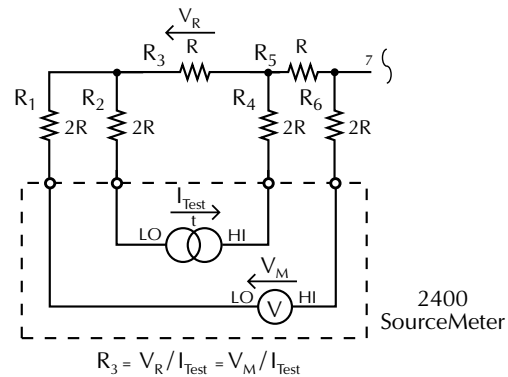 V_R
R_3 R R_5 R 7
R_1 R_2 R_4 R_6
2R 2R 2R 2R
I_Test
t
LO HI
V_M
LO V HI
2400
SourceMeter
R_3 = V_R / I_Test = V_M / I_Test